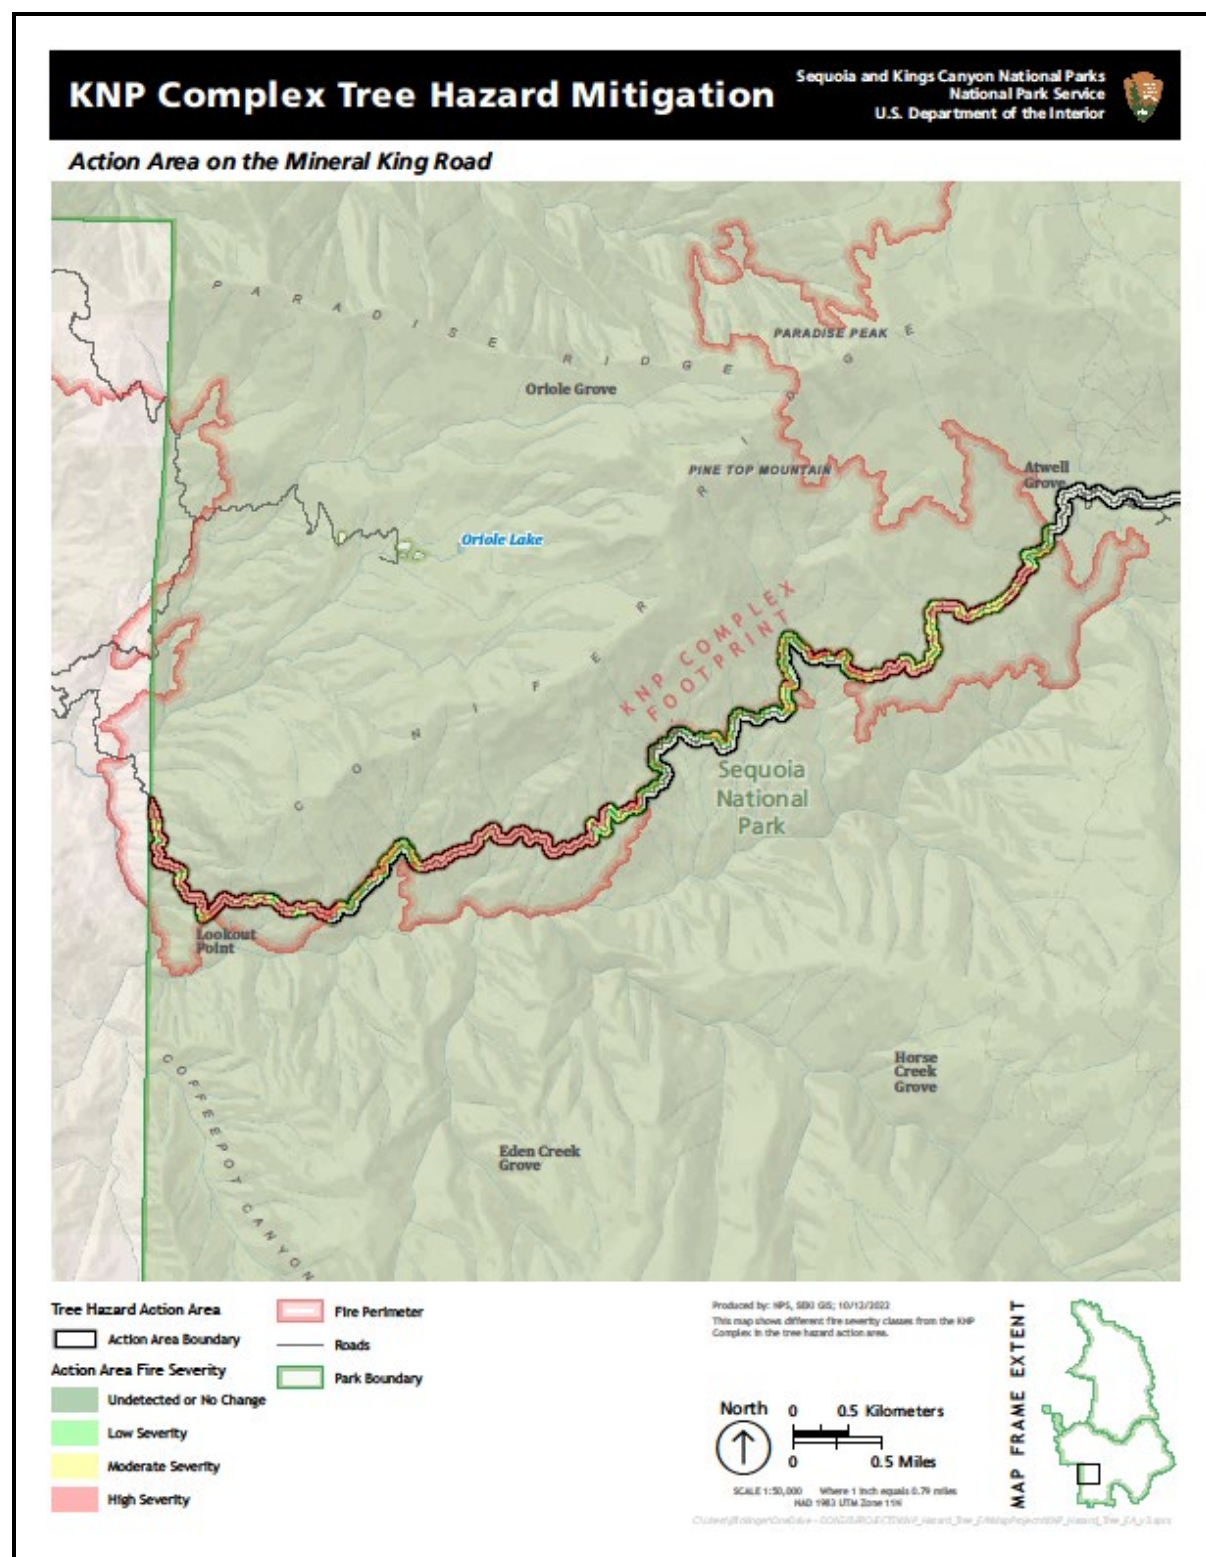 KNP Complex Tree Hazard Mitigation
Sequoia and Kings Canyon National Parks
National Park Service
U.S. Department of the Interior
Action Area on the Mineral King Road
PARADISE RIDGE
PARADISE PEAK
Oriole Grove
PINE TOP MOUNTAIN
Atwell
Grove
Oriole Lake
CONIFER RIDGE
KNP COMPLEX
FOOTPRINT
Sequoia
National
Park
Lookout
Point
Horse
Creek
Grove
COFFEEPOT CANYON
Eden Creek
Grove
Tree Hazard Action Area
Action Area Boundary
Action Area Fire Severity
Undetected or No Change
Low Severity
Moderate Severity
High Severity
Fire Perimeter
Roads
Park Boundary
Produced by: NPS, SEKI GIS; 10/12/2022
This map shows different fire severity classes from the KNP
Complex in the tree hazard action area.
North
0 0.5 Kilometers
0 0.5 Miles
SCALE 1:50,000 Where 1 inch equals 0.79 miles
NAD 1983 UTM Zone 11N
MAP FRAME EXTENT